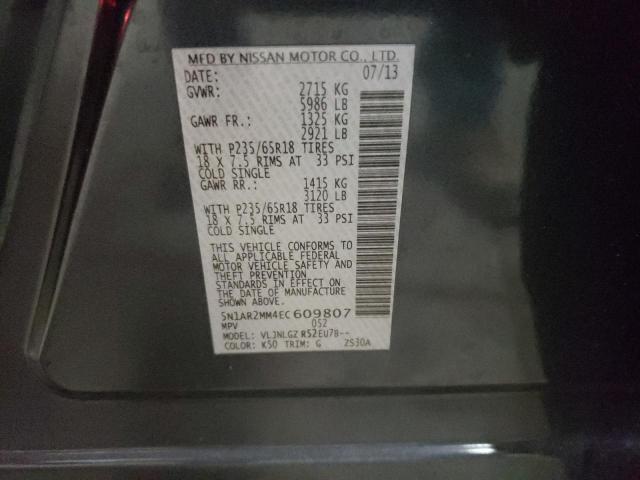 MFD BY NISSAN MOTOR CO., LTD.
DATE: 07/13
GVWR: 2715 KG
5986 LB
GAWR FR.: 1325 KG
2921 LB
WITH P235/65R18 TIRES
18 X 7.5 RIMS AT 33 PSI
COLD SINGLE
GAWR RR.: 1415 KG
3120 LB
WITH P235/65R18 TIRES
18 X 7.5 RIMS AT 33 PSI
COLD SINGLE
THIS VEHICLE CONFORMS TO
ALL APPLICABLE FEDERAL
MOTOR VEHICLE SAFETY AND
THEFT PREVENTION
STANDARDS IN EFFECT ON
THE DATE OF MANUFACTURE
SHOWN ABOVE.
5N1AR2MM4EC609807
MPV 052
MODEL: VLJNLGZ R52EU7B--
COLOR: K50 TRIM: G ZS30A